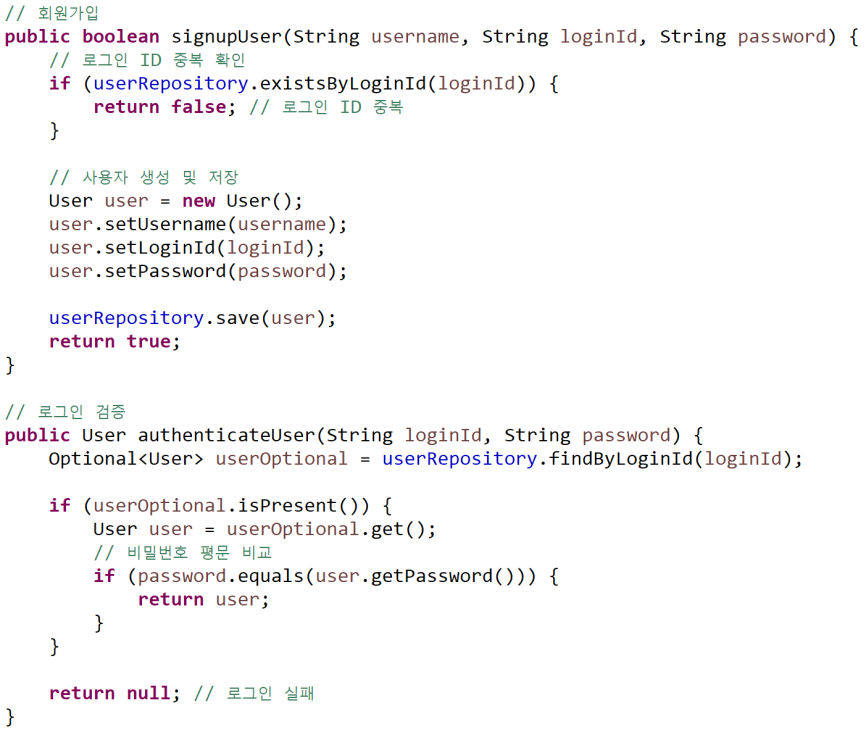 // 회원가입
public boolean signupUser(String username, String loginId, String password) {
    // 로그인 ID 중복 확인
    if (userRepository.existsByLoginId(loginId)) {
        return false; // 로그인 ID 중복
    }

    // 사용자 생성 및 저장
    User user = new User();
    user.setUsername(username);
    user.setLoginId(loginId);
    user.setPassword(password);

    userRepository.save(user);
    return true;
}

// 로그인 검증
public User authenticateUser(String loginId, String password) {
    Optional<User> userOptional = userRepository.findByLoginId(loginId);

    if (userOptional.isPresent()) {
        User user = userOptional.get();
        // 비밀번호 평문 비교
        if (password.equals(user.getPassword())) {
            return user;
        }
    }

    return null; // 로그인 실패
}